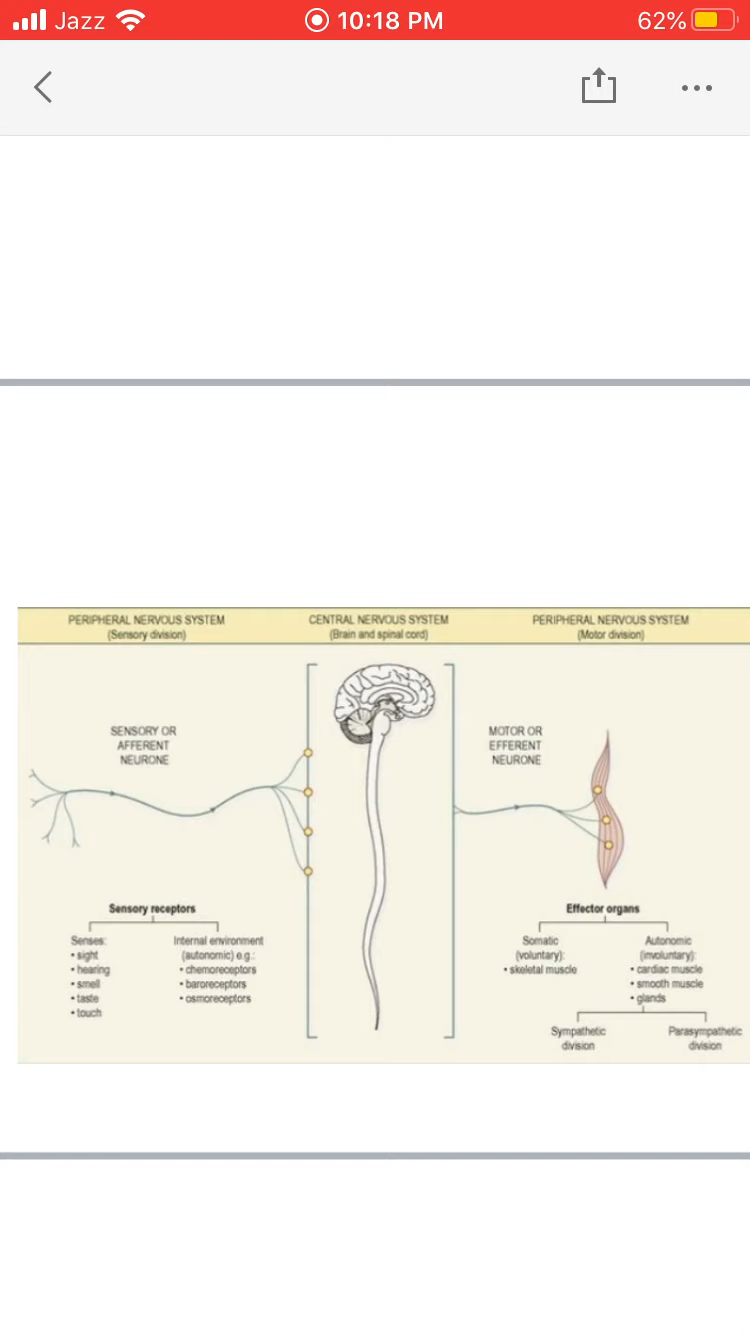 Jazz 10:18 PM 62%
PERIPHERAL NERVOUS SYSTEM
(Sensory division)
CENTRAL NERVOUS SYSTEM
(Brain and spinal cord)
PERIPHERAL NERVOUS SYSTEM
(Motor division)
SENSORY OR
AFFERENT
NEURONE
MOTOR OR
EFFERENT
NEURONE
Sensory receptors
Senses:
• sight
• hearing
• smell
• taste
• touch
Internal environment
(autonomic) e.g.:
• chemoreceptors
• baroreceptors
• osmoreceptors
Effector organs
Somatic
(voluntary):
• skeletal muscle
Autonomic
(involuntary):
• cardiac muscle
• smooth muscle
• glands
Sympathetic
division
Parasympathetic
division